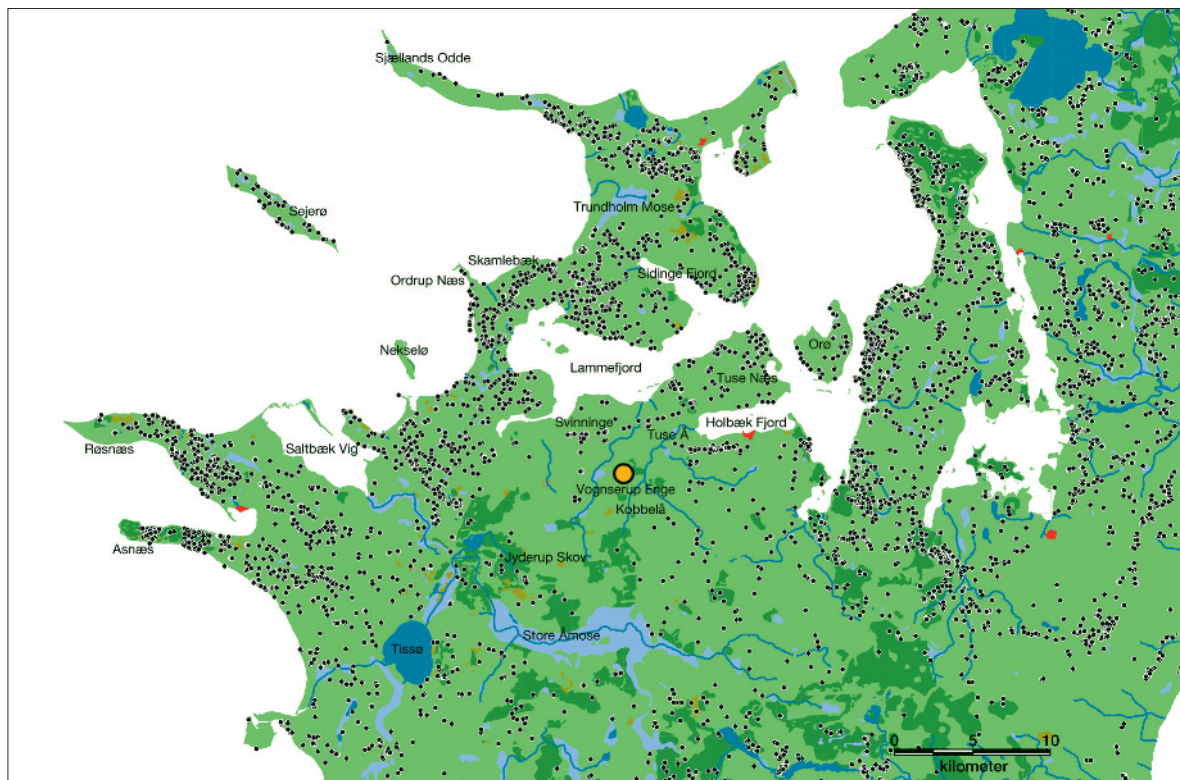 Sjællands Odde
Sejerø
Trundholm Mose
Skamlebæk
Ordrup Næs
Sidinge Fjord
Nekselø
Lammefjord
Orø
Tuse Næs
Svinninge
Tuse Å
Holbæk Fjord
Røsnæs
Saltbæk Vig
Vognserup Enge
Kobbelå
Asnæs
Jyderup Skov
Store Åmose
Tissø
0 5 10
kilometer